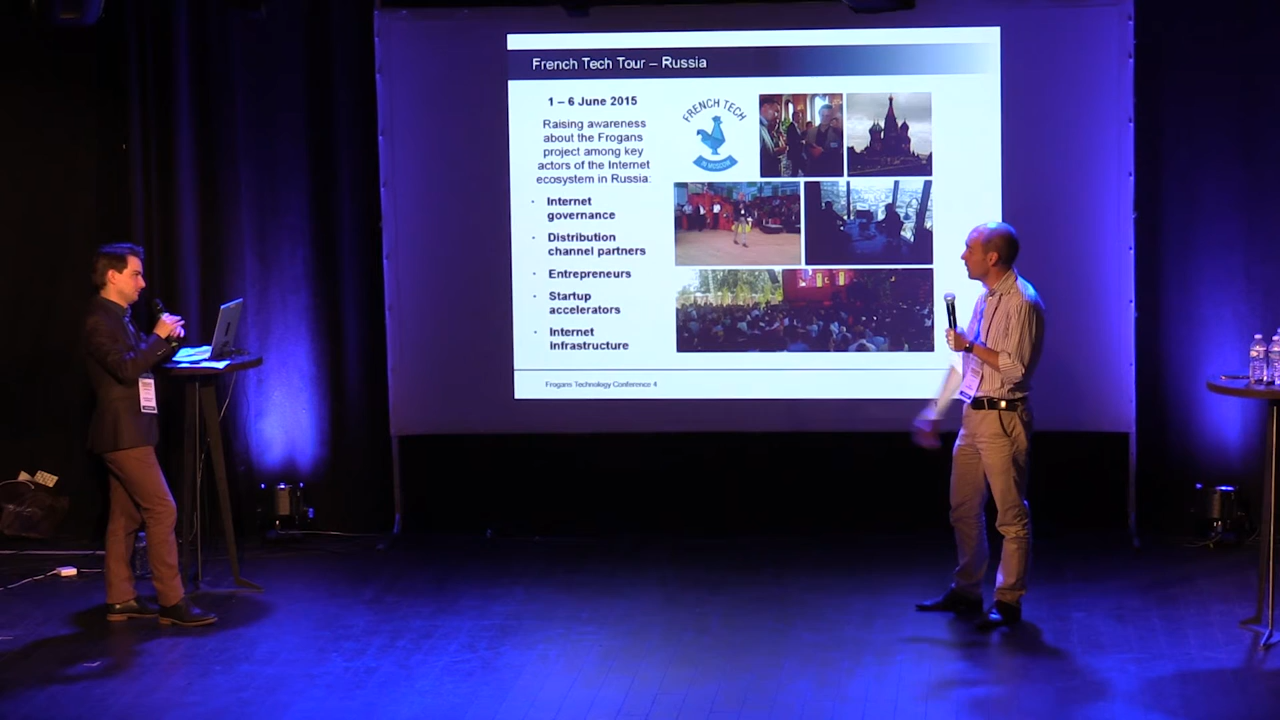 French Tech Tour – Russia
1 – 6 June 2015
Raising awareness
about the Frogans
project among key
actors of the Internet
ecosystem in Russia:
• Internet
governance
• Distribution
channel partners
• Entrepreneurs
• Startup
accelerators
• Internet
Infrastructure
FRENCH TECH
IN MOSCOW
Frogans Technology Conference 4